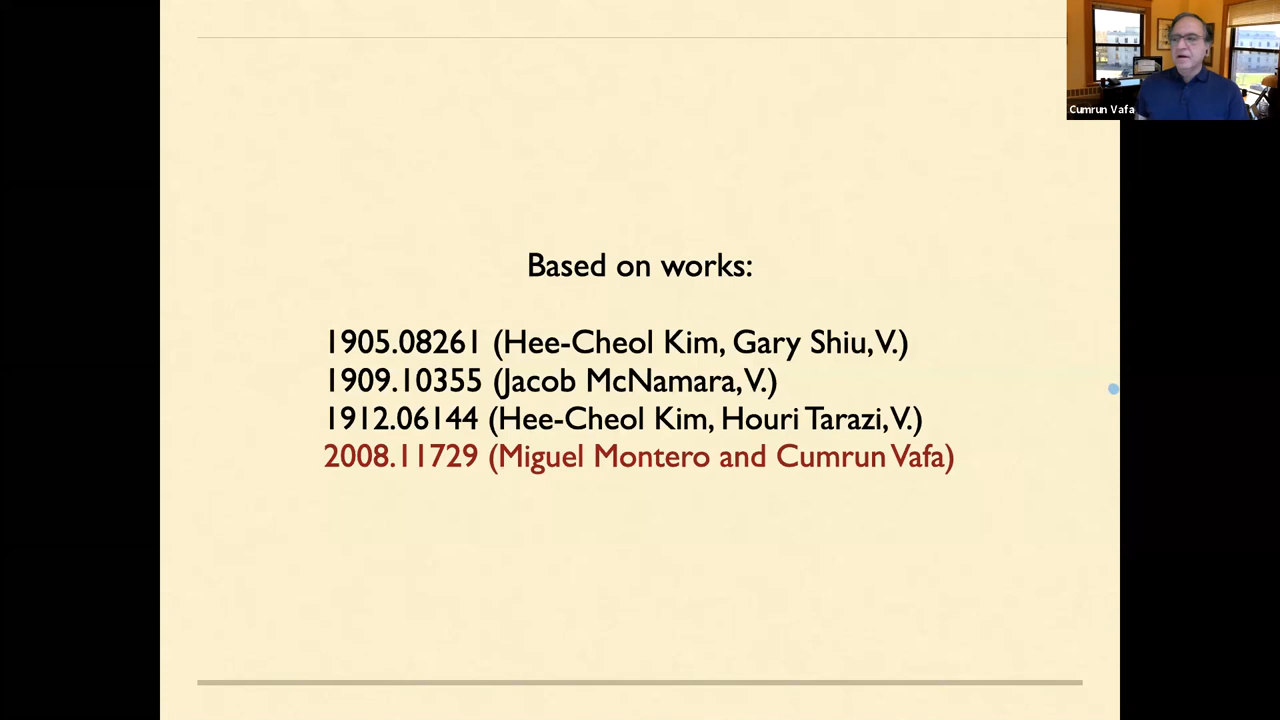 Cumrun Vafa
Based on works:
1905.08261 (Hee-Cheol Kim, Gary Shiu, V.)
1909.10355 (Jacob McNamara, V.)
1912.06144 (Hee-Cheol Kim, Houri Tarazi, V.)
2008.11729 (Miguel Montero and Cumrun Vafa)